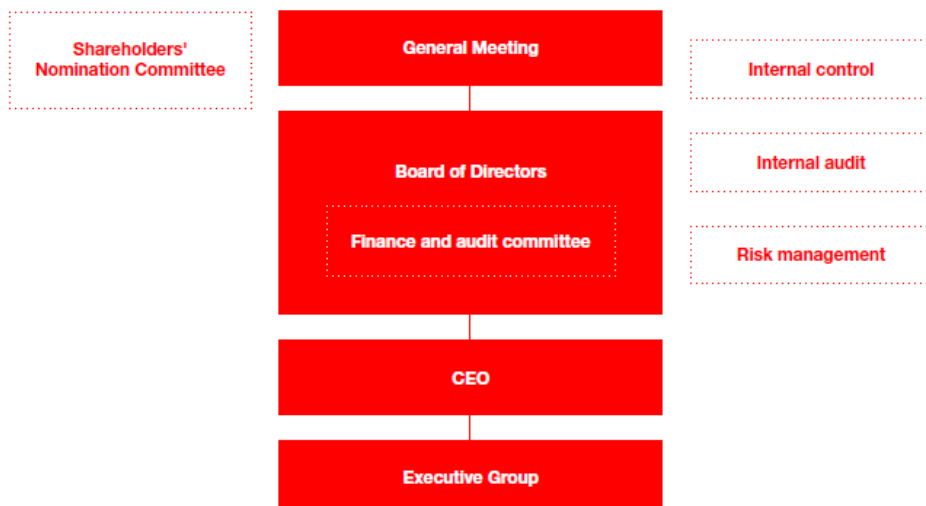 Shareholders'
Nomination Committee
General Meeting
Internal control
Board of Directors
Internal audit
Finance and audit committee
Risk management
CEO
Executive Group